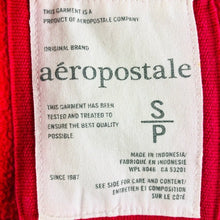 THIS GARMENT IS A
PRODUCT OF AEROPOSTALE COMPANY
ORIGINAL BRAND
aéropostale
THIS GARMENT HAS BEEN
TESTED AND TREATED TO
ENSURE THE BEST QUALITY
POSSIBLE.
S/P
MADE IN INDONESIA/
FABRIQUÉ EN INDONESIE
WPL 8046 CA 53201
SINCE 1987
SEE SIDE FOR CARE AND CONTENT/
ENTRETIEN ET COMPOSITION
SUR LE CÔTÉ